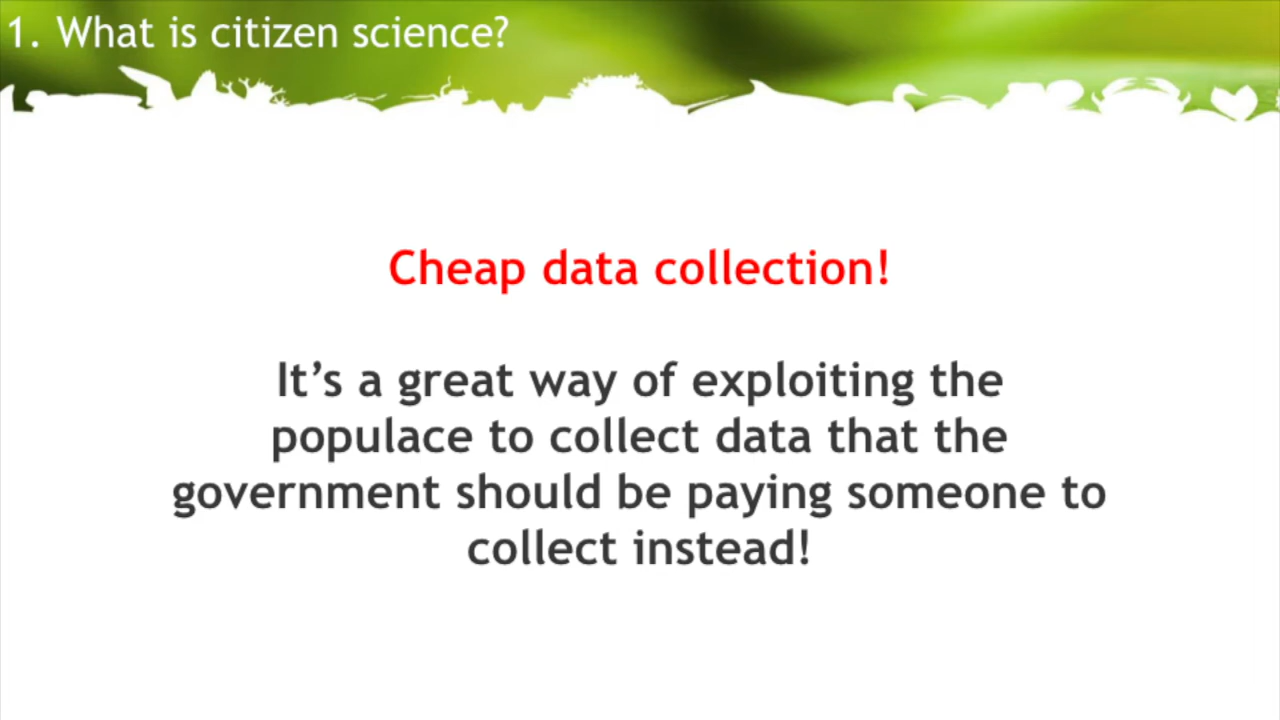 1. What is citizen science?
Cheap data collection!
It’s a great way of exploiting the
populace to collect data that the
government should be paying someone to
collect instead!